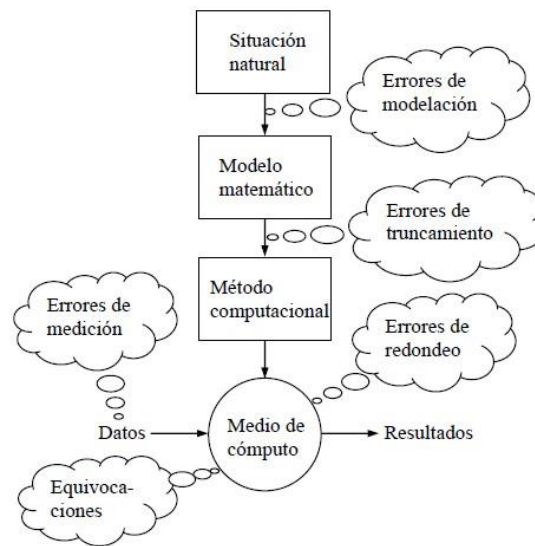 Situación
natural
Errores de
modelación
Modelo
matemático
Errores de
truncamiento
Método
computacional
Errores de
medición
Errores de
redondeo
Datos
Medio de
cómputo
Resultados
Equivoca-
ciones